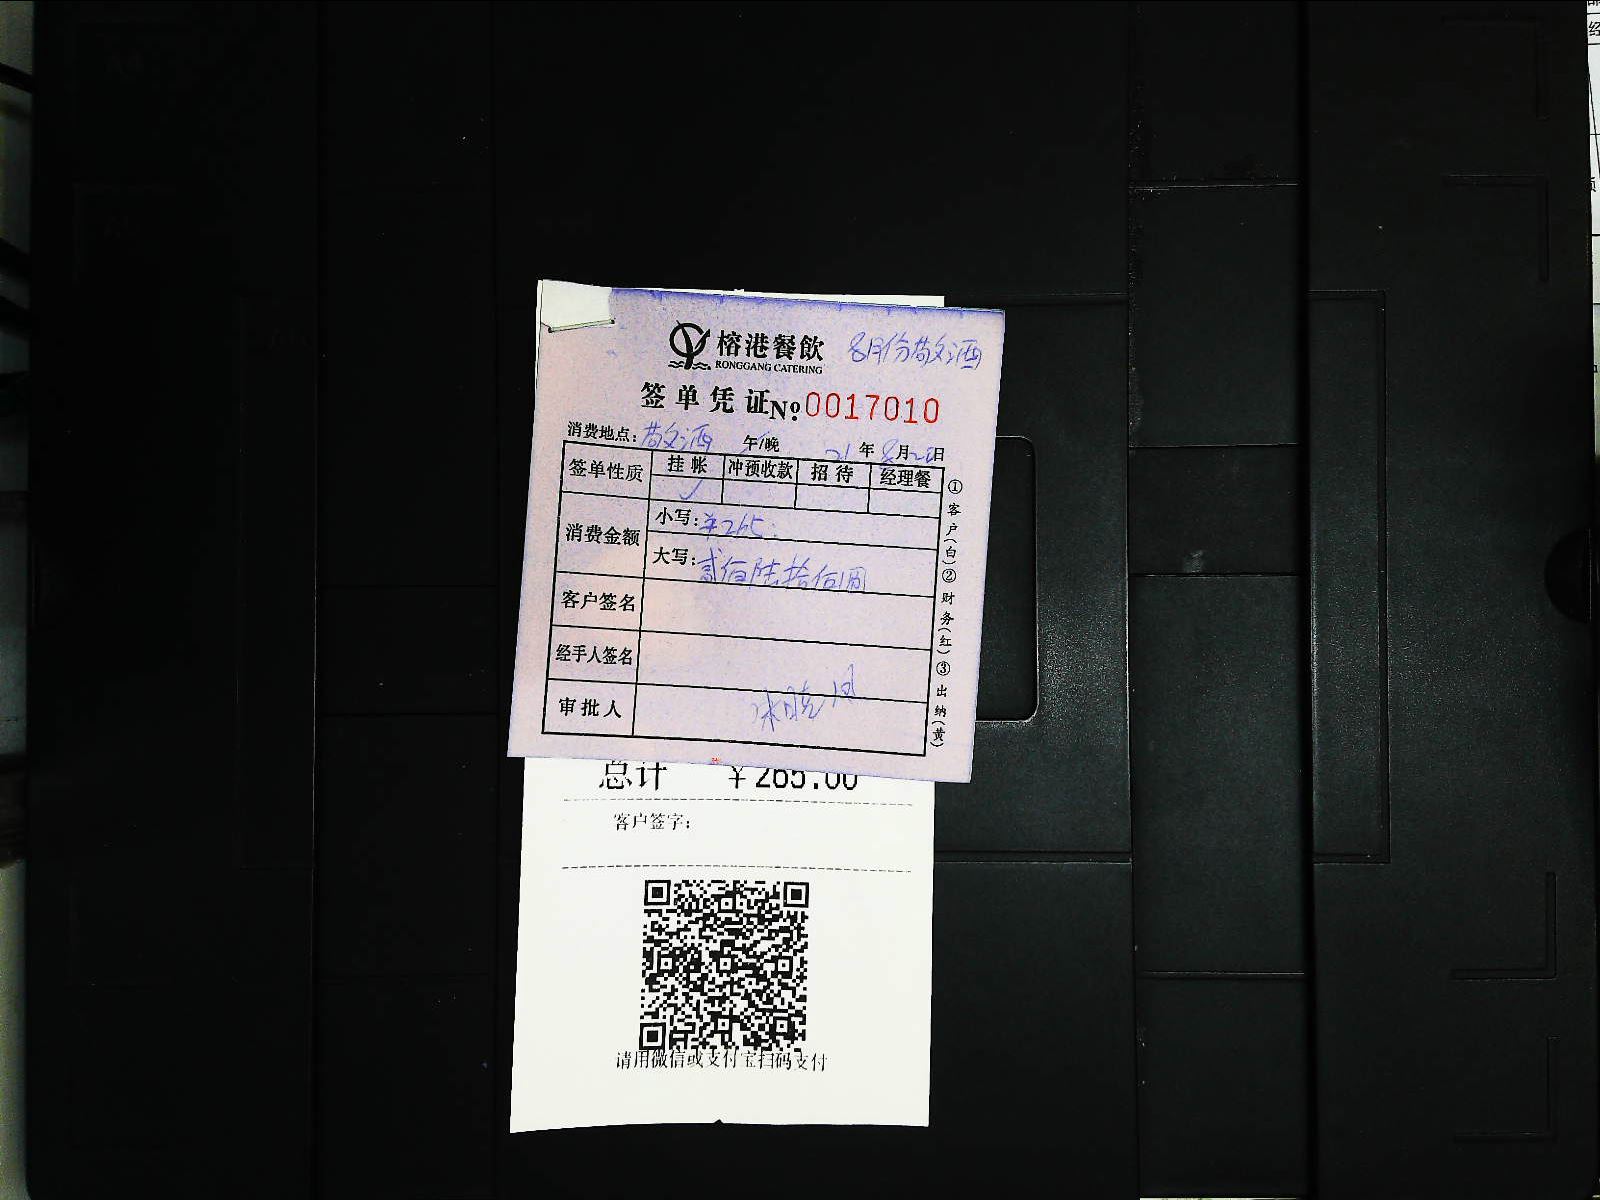 榕港餐飲
RONGGANG CATERING
8月份散酒
签单凭证 No: 0017010
消费地点: 散酒 午/晚 21年8月22日
签单性质 挂帐 冲预收款 招待 经理餐
✓
消费金额 小写: ¥265.
大写: 贰佰陆拾伍圆
客户签名
经手人签名
审批人
①客户(白)②财务(红)③出纳(黄)
总计 ¥265.00
客户签字:
请用微信或支付宝扫码支付